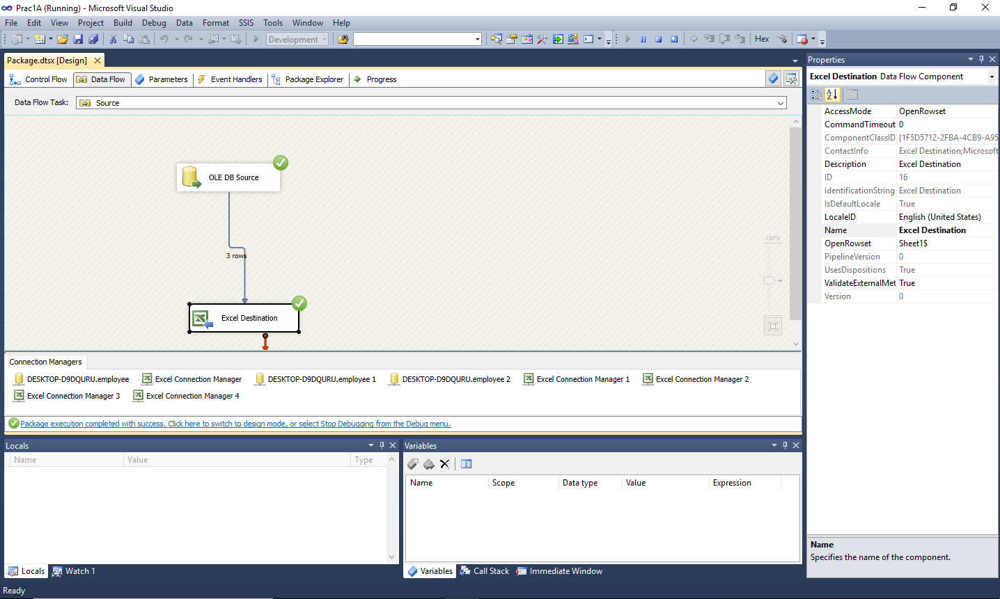 Prac1A (Running) - Microsoft Visual Studio
File Edit View Project Build Debug Data Format SSIS Tools Window Help
Development Hex
Package.dtsx [Design]
Control Flow Data Flow Parameters Event Handlers Package Explorer Progress
Data Flow Task: Source
OLE DB Source
3 rows
100%
Excel Destination
Connection Managers
DESKTOP-D9DQURU.employee Excel Connection Manager DESKTOP-D9DQURU.employee 1 DESKTOP-D9DQURU.employee 2 Excel Connection Manager 1 Excel Connection Manager 2
Excel Connection Manager 3 Excel Connection Manager 4
Package execution completed with success. Click here to switch to design mode, or select Stop Debugging from the Debug menu.
Locals
Name Value Type
Locals Watch 1
Variables
Name Scope Data type Value Expression
Variables Call Stack Immediate Window
Properties
Excel Destination Data Flow Component
AccessMode OpenRowset
CommandTimeout 0
ComponentClassID {1F5D5712-2FBA-4CB9-A95
ContactInfo Excel Destination;Microsoft
Description Excel Destination
ID 16
IdentificationString Excel Destination
IsDefaultLocale True
LocaleID English (United States)
Name Excel Destination
OpenRowset Sheet1$
PipelineVersion 0
UsesDispositions True
ValidateExternalMet True
Version 0
Name
Specifies the name of the component.
Ready